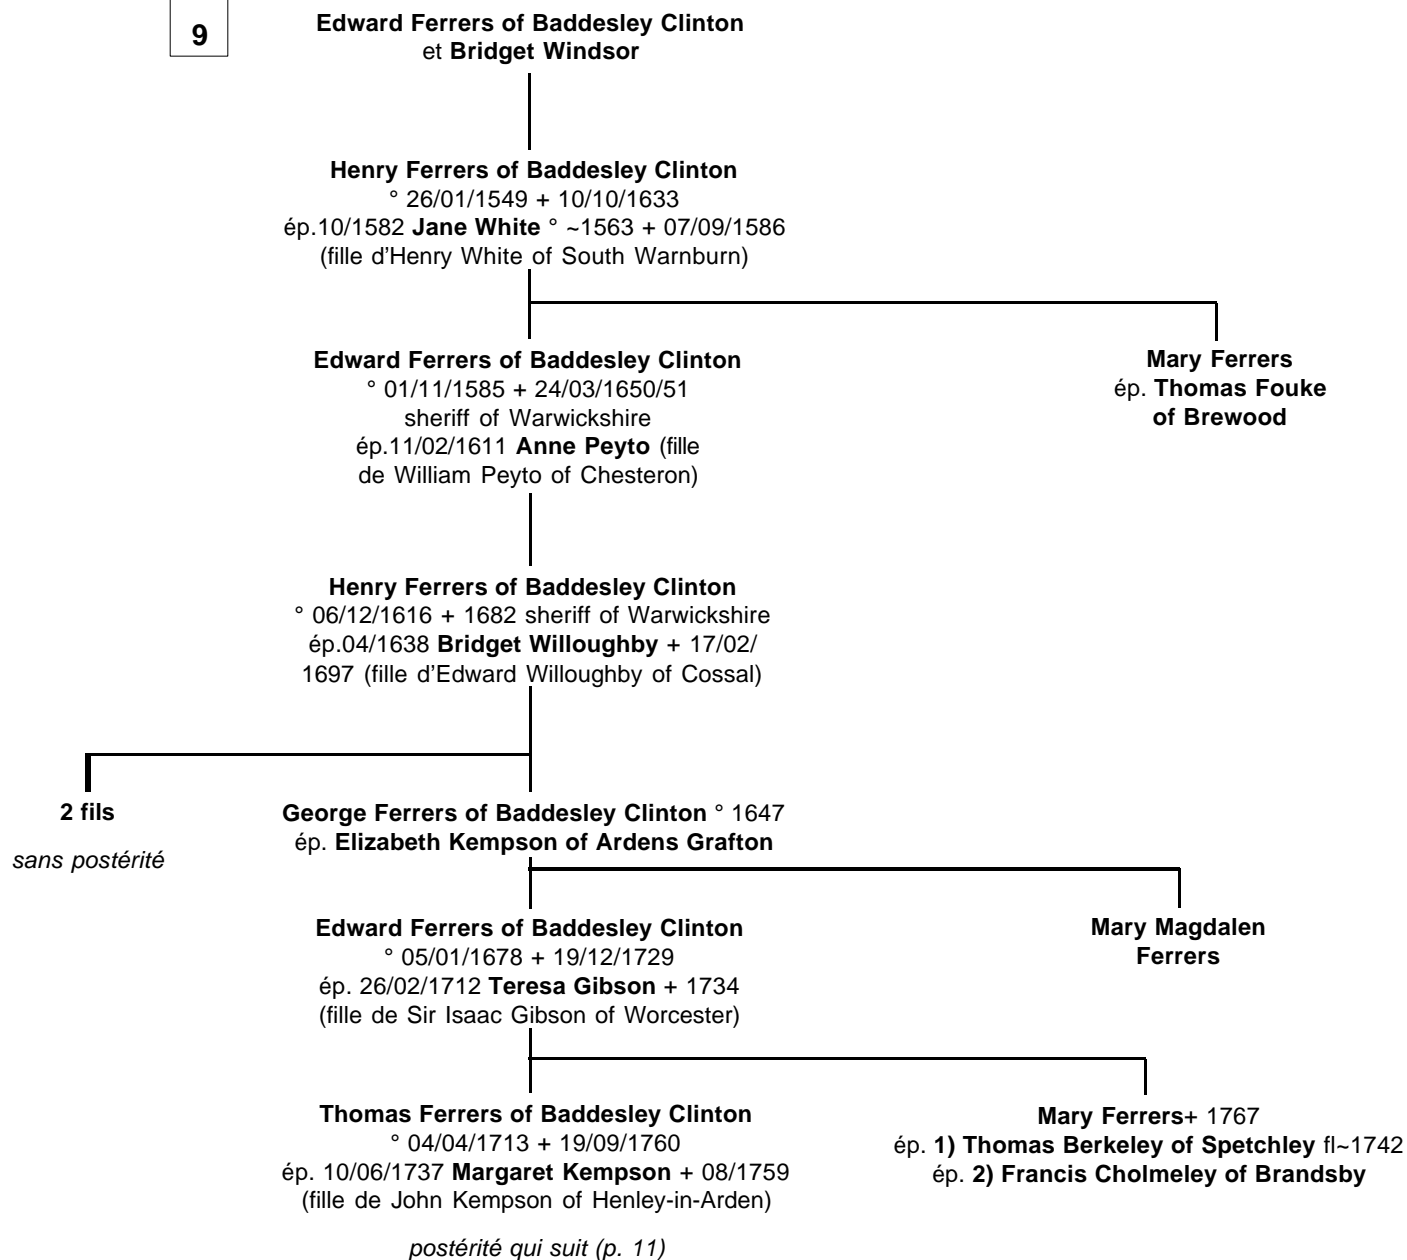 9
Edward Ferrers of Baddesley Clinton
et Bridget Windsor
Henry Ferrers of Baddesley Clinton
° 26/01/1549 + 10/10/1633
ép.10/1582 Jane White ° ~1563 + 07/09/1586
(fille d'Henry White of South Warnburn)
Edward Ferrers of Baddesley Clinton
° 01/11/1585 + 24/03/1650/51
sheriff of Warwickshire
ép.11/02/1611 Anne Peyto (fille
de William Peyto of Chesteron)
Mary Ferrers
ép. Thomas Fouke
of Brewood
Henry Ferrers of Baddesley Clinton
° 06/12/1616 + 1682 sheriff of Warwickshire
ép.04/1638 Bridget Willoughby + 17/02/
1697 (fille d'Edward Willoughby of Cossal)
2 fils
sans postérité
George Ferrers of Baddesley Clinton ° 1647
ép. Elizabeth Kempson of Ardens Grafton
Edward Ferrers of Baddesley Clinton
° 05/01/1678 + 19/12/1729
ép. 26/02/1712 Teresa Gibson + 1734
(fille de Sir Isaac Gibson of Worcester)
Mary Magdalen
Ferrers
Thomas Ferrers of Baddesley Clinton
° 04/04/1713 + 19/09/1760
ép. 10/06/1737 Margaret Kempson + 08/1759
(fille de John Kempson of Henley-in-Arden)
postérité qui suit (p. 11)
Mary Ferrers+ 1767
ép. 1) Thomas Berkeley of Spetchley fl~1742
ép. 2) Francis Cholmeley of Brandsby